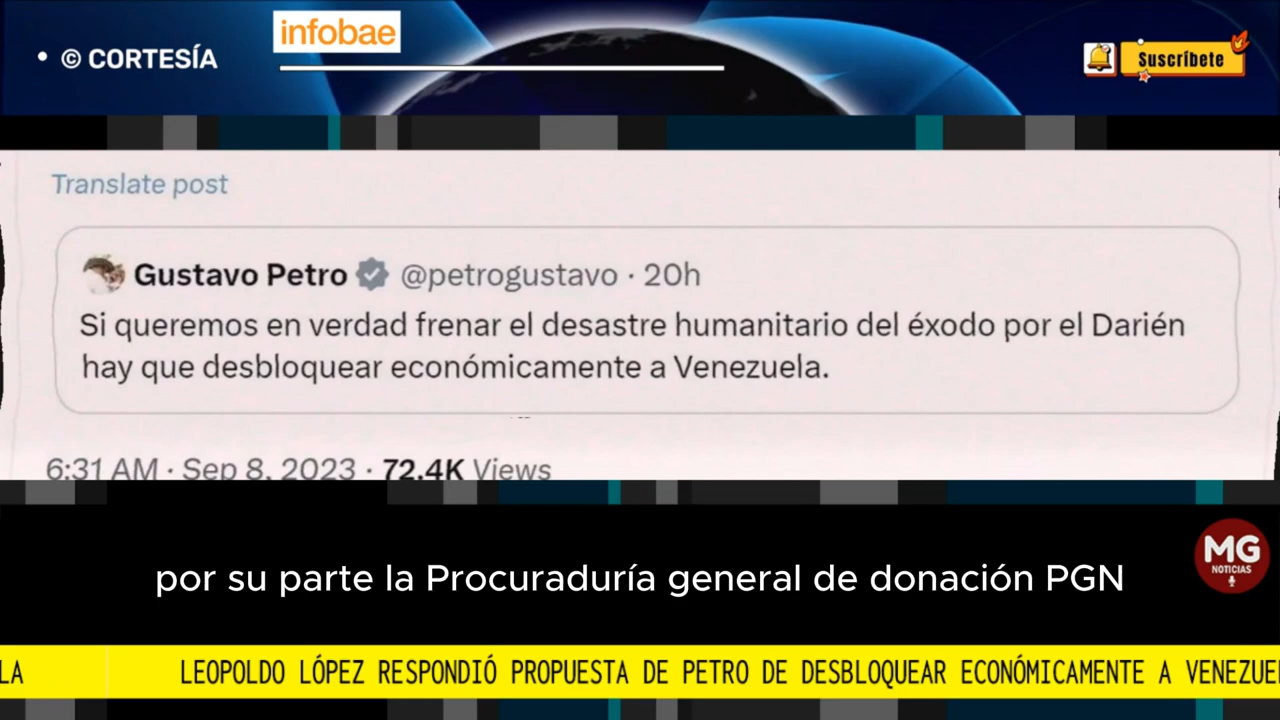 • © CORTESÍA
infobae
Suscríbete
Translate post
Gustavo Petro @petrogustavo · 20h
Si queremos en verdad frenar el desastre humanitario del éxodo por el Darién
hay que desbloquear económicamente a Venezuela.
6:31 AM · Sep 8, 2023 · 72.4K Views
por su parte la Procuraduría general de donación PGN
MG
NOTICIAS
LA LEOPOLDO LÓPEZ RESPONDIÓ PROPUESTA DE PETRO DE DESBLOQUEAR ECONÓMICAMENTE A VENEZUE